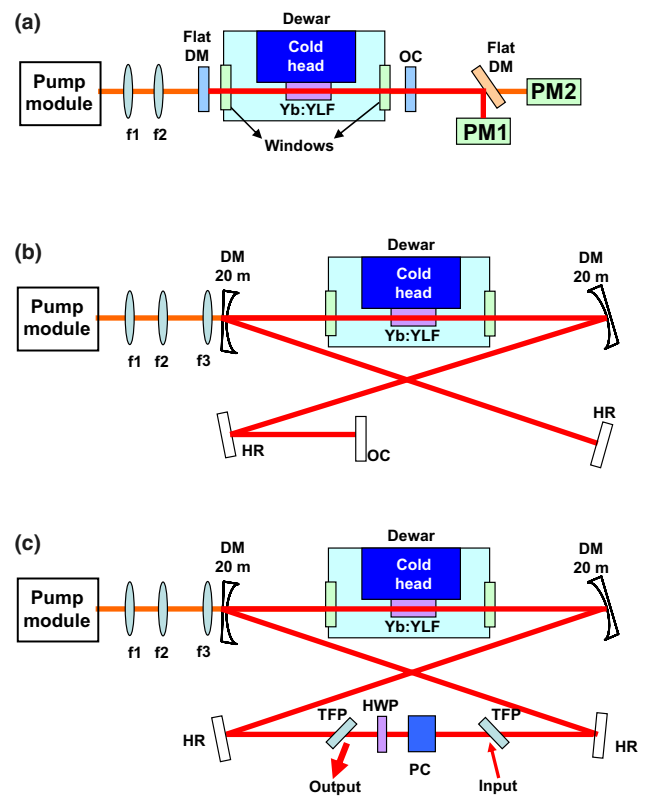 (a)
Dewar
Flat
DM
Cold
head
OC
Flat
DM
Pump
module
PM2
PM1
f1
f2
Yb:YLF
Windows
(b)
Dewar
DM
20 m
DM
20 m
Cold
head
Pump
module
Yb:YLF
f1
f2
f3
HR
HR
OC
(c)
Dewar
DM
20 m
DM
20 m
Cold
head
Pump
module
Yb:YLF
f1
f2
f3
TFP
HWP
TFP
HR
HR
PC
Output
Input